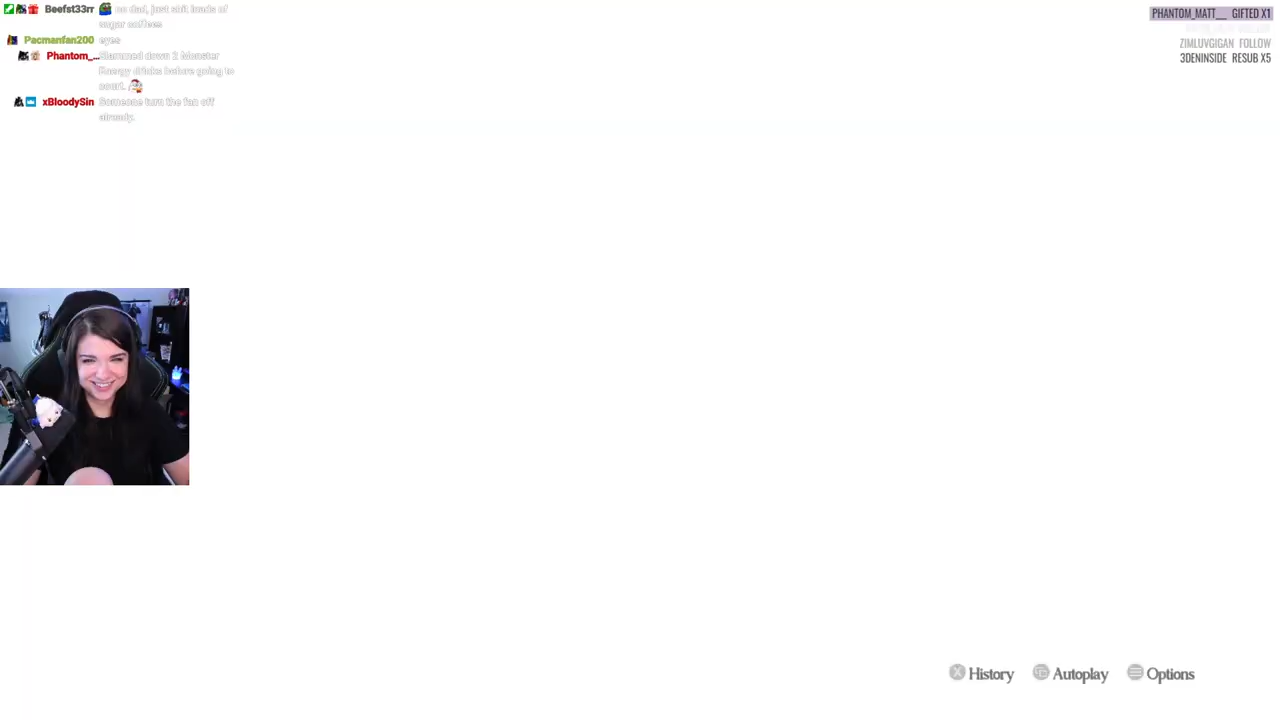 Beefst33rr no dad, just shit loads of
sugar coffees
Pacmanfan200 eyes
Phantom_... Slammed down 2 Monster
Energy drinks before going to
court.
xBloodySin Someone turn the fan off
already.
PHANTOM_MATT__ GIFTED X1
ZIMLUVGIGAN FOLLOW
3DENINSIDE RESUB X5
X History
Autoplay
Options